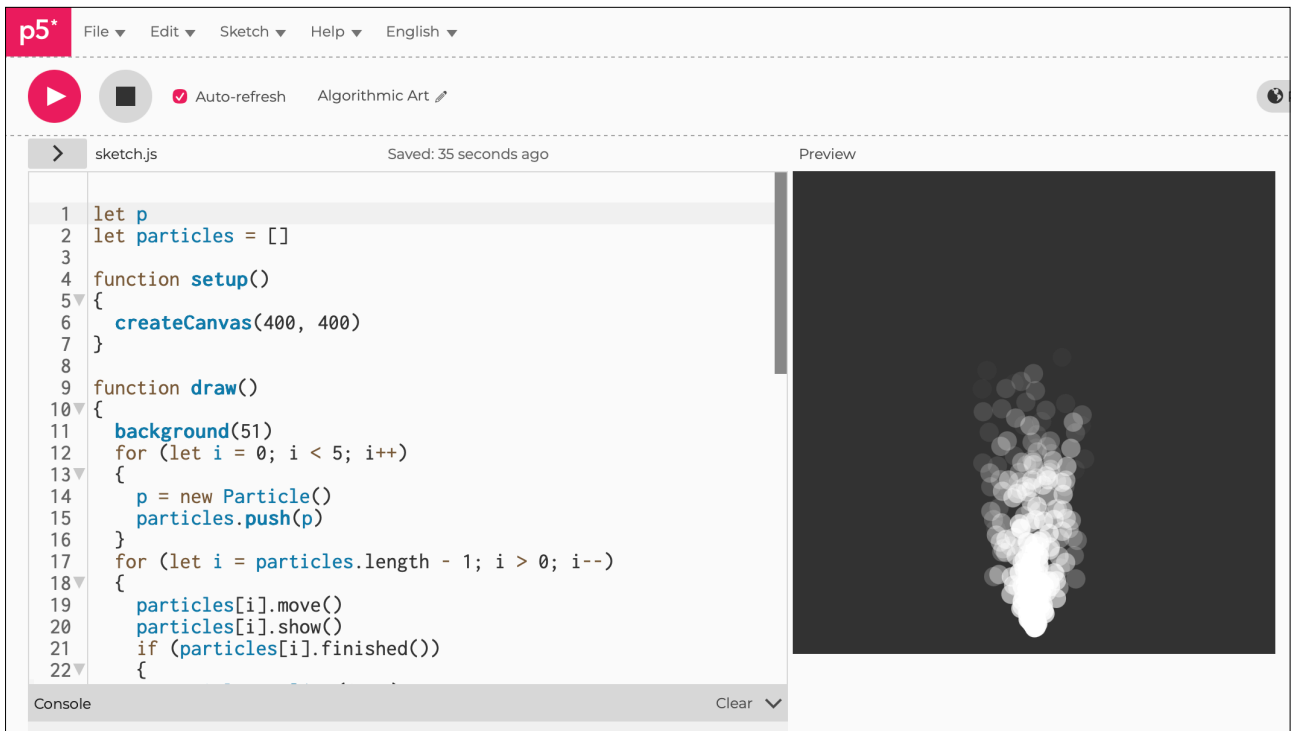 p5* File Edit Sketch Help English
Auto-refresh Algorithmic Art
sketch.js Saved: 35 seconds ago Preview
1 let p
2 let particles = []
3
4 function setup()
5 {
6 createCanvas(400, 400)
7 }
8
9 function draw()
10 {
11 background(51)
12 for (let i = 0; i < 5; i++)
13 {
14 p = new Particle()
15 particles.push(p)
16 }
17 for (let i = particles.length - 1; i > 0; i--)
18 {
19 particles[i].move()
20 particles[i].show()
21 if (particles[i].finished())
22 {
Console Clear